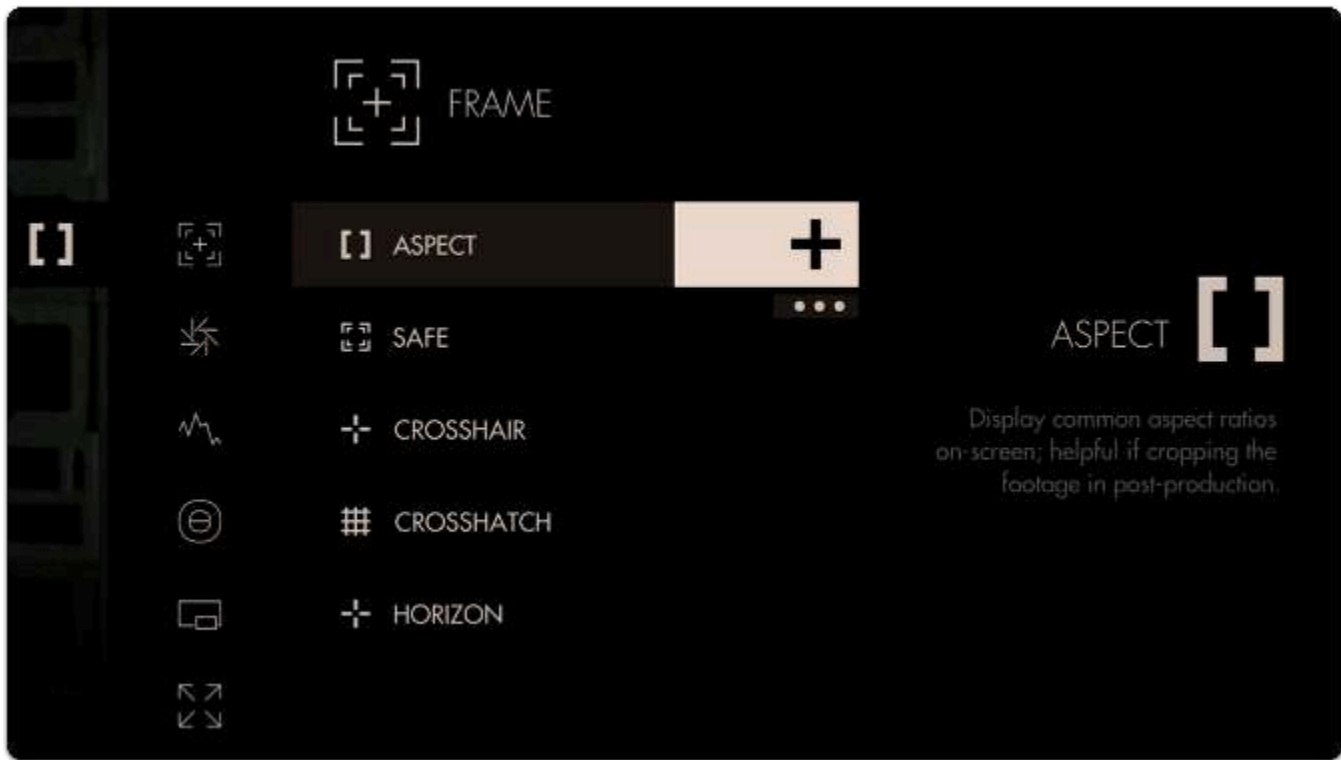 FRAME
ASPECT
SAFE
CROSSHAIR
CROSSHATCH
HORIZON
ASPECT
Display common aspect ratios
on-screen; helpful if cropping the
footage in post-production.